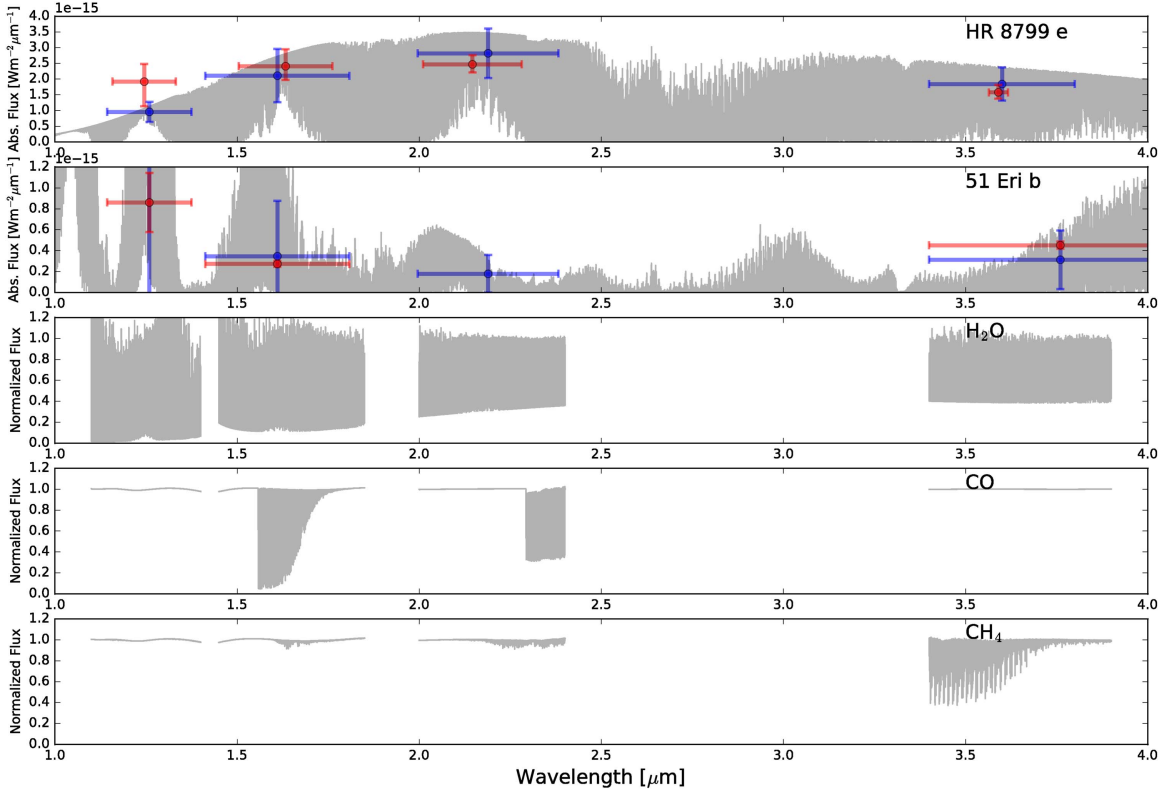 1e−15
Abs. Flux [Wm⁻²μm⁻¹]
4.0
3.5
3.0
2.5
2.0
1.5
1.0
0.5
0.0
HR 8799 e
1.0 1.5 2.0 2.5 3.0 3.5 4.0
1e−15
Abs. Flux [Wm⁻²μm⁻¹]
1.2
1.0
0.8
0.6
0.4
0.2
0.0
51 Eri b
1.0 1.5 2.0 2.5 3.0 3.5 4.0
Normalized Flux
1.2
1.0
0.8
0.6
0.4
0.2
0.0
H₂O
1.0 1.5 2.0 2.5 3.0 3.5 4.0
Normalized Flux
1.2
1.0
0.8
0.6
0.4
0.2
0.0
CO
1.0 1.5 2.0 2.5 3.0 3.5 4.0
Normalized Flux
1.2
1.0
0.8
0.6
0.4
0.2
0.0
CH₄
1.0 1.5 2.0 2.5 3.0 3.5 4.0
Wavelength [μm]